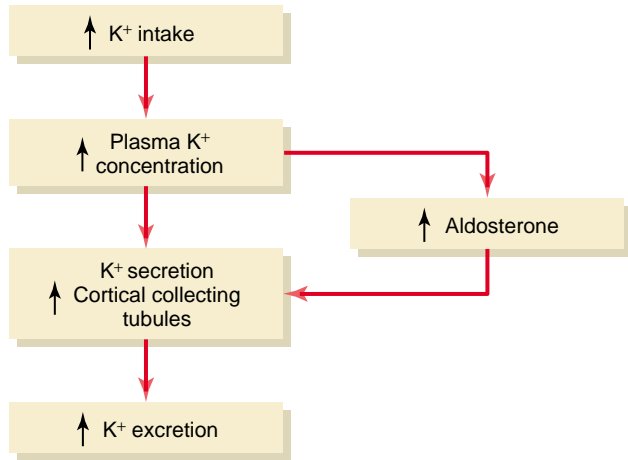 K⁺ intake
Plasma K⁺
concentration
Aldosterone
K⁺ secretion
Cortical collecting
tubules
K⁺ excretion